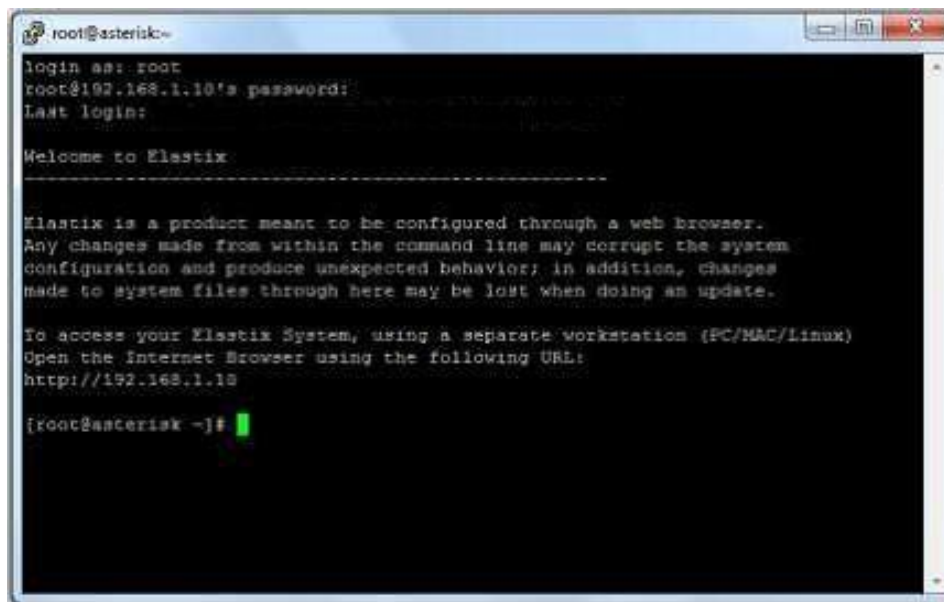 root@asterisk:~
login as: root
root@192.168.1.10's password:
Last login:
Welcome to Elastix
----------------------------------------------------
Elastix is a product meant to be configured through a web browser.
Any changes made from within the command line may corrupt the system
configuration and produce unexpected behavior; in addition, changes
made to system files through here may be lost when doing an update.
To access your Elastix System, using a separate workstation (PC/MAC/Linux)
Open the Internet Browser using the following URL:
http://192.168.1.10
[root@asterisk ~]#